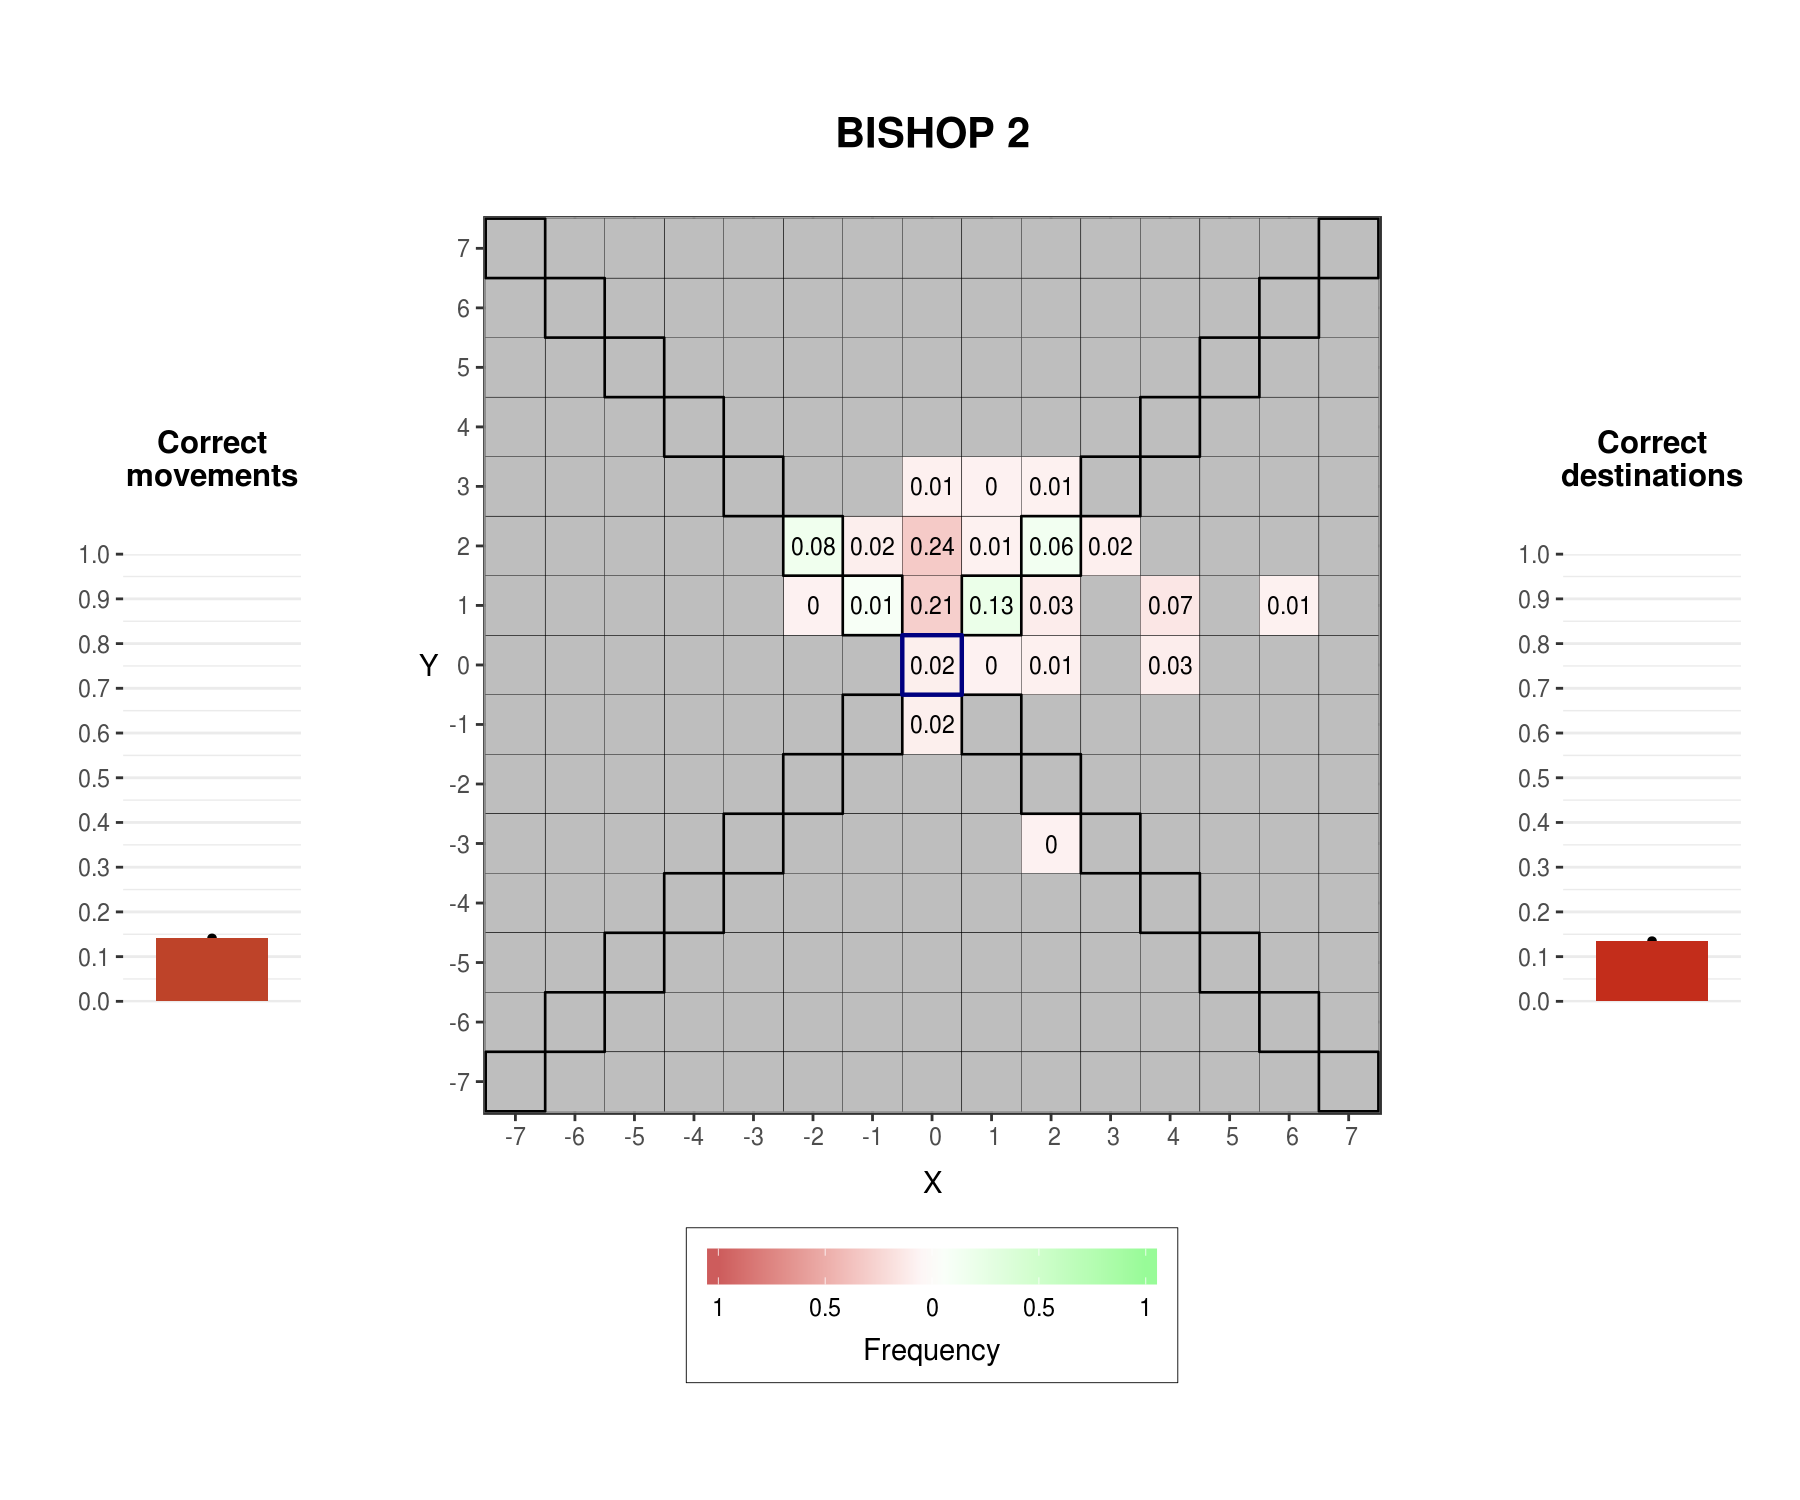 BISHOP 2
Correct
movements
1.0
0.9
0.8
0.7
0.6
0.5
0.4
0.3
0.2
0.1
0.0
Y
7
6
5
4
3
2
1
0
-1
-2
-3
-4
-5
-6
-7
0.01 0 0.01
0.08 0.02 0.24 0.01 0.06 0.02
0 0.01 0.21 0.13 0.03 0.07 0.01
0.02 0 0.01 0.03
0.02
0
-7 -6 -5 -4 -3 -2 -1 0 1 2 3 4 5 6 7
X
1 0.5 0 0.5 1
Frequency
Correct
destinations
1.0
0.9
0.8
0.7
0.6
0.5
0.4
0.3
0.2
0.1
0.0